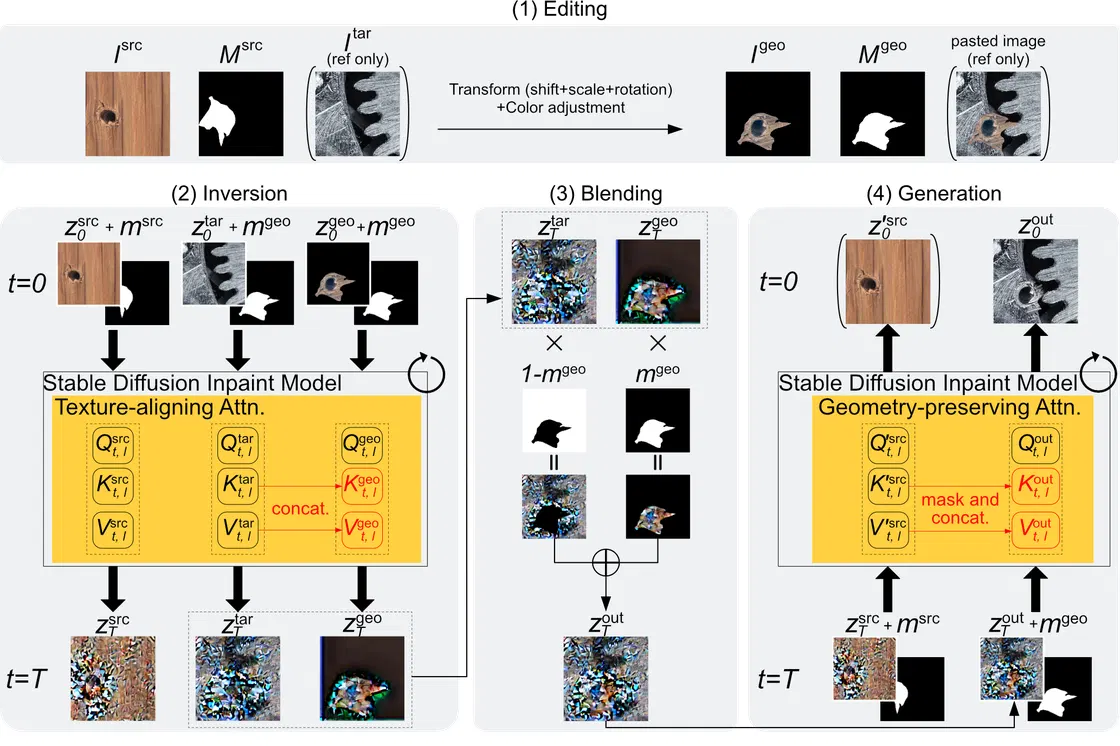 (1) Editing
I^src
M^src
I^tar
(ref only)
Transform (shift+scale+rotation)
+Color adjustment
I^geo
M^geo
pasted image
(ref only)
(2) Inversion
z_0^src + m^src
z_0^tar + m^geo
z_0^geo +m^geo
t=0
Stable Diffusion Inpaint Model
Texture-aligning Attn.
Q_t, l^src
Q_t, l^tar
Q_t, l^geo
K_t, l^src
K_t, l^tar
K_t, l^geo
concat.
V_t, l^src
V_t, l^tar
V_t, l^geo
z_T^src
z_T^tar
z_T^geo
t=T
(3) Blending
z_T^tar
z_T^geo
×
×
1-m^geo
m^geo
=
=
+
z_T^out
(4) Generation
z'_0^src
z_0^out
t=0
Stable Diffusion Inpaint Model
Geometry-preserving Attn.
Q'_t, l^src
Q_t, l^out
K'_t, l^src
K_t, l^out
mask and
concat.
V'_t, l^src
V_t, l^out
z_T^src + m^src
z_T^out +m^geo
t=T